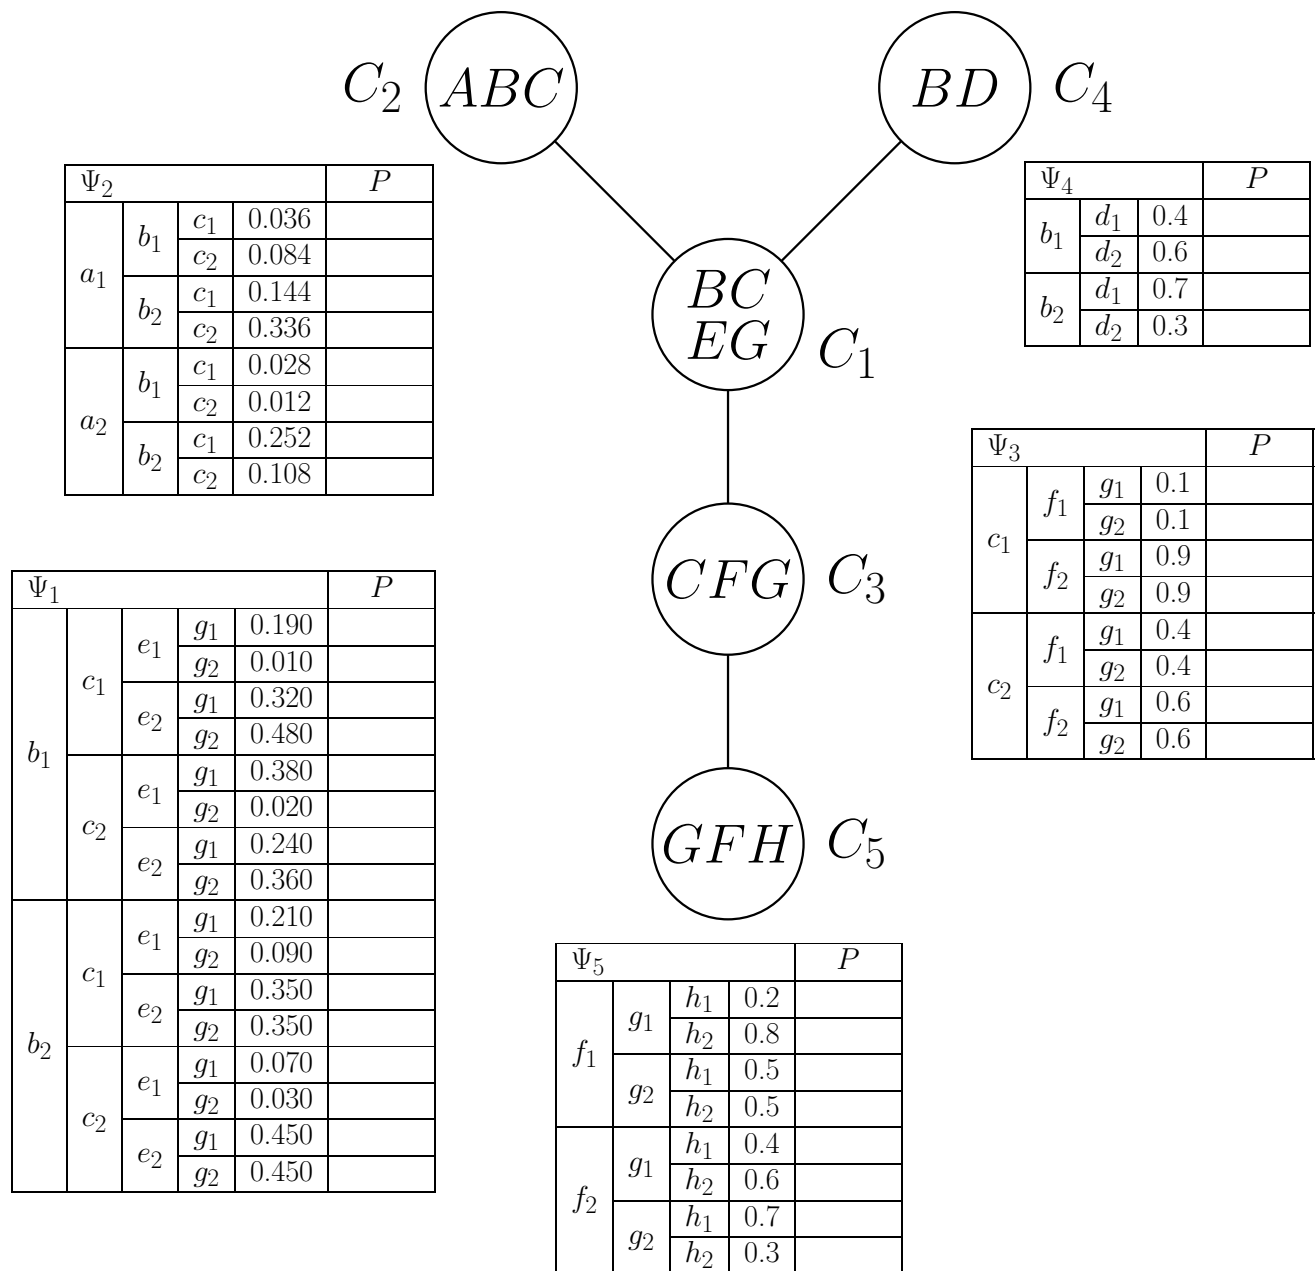 C₂ ABC
BD C₄
Ψ₂ P
a₁ b₁ c₁ 0.036
c₂ 0.084
b₂ c₁ 0.144
c₂ 0.336
a₂ b₁ c₁ 0.028
c₂ 0.012
b₂ c₁ 0.252
c₂ 0.108
Ψ₄ P
b₁ d₁ 0.4
d₂ 0.6
b₂ d₁ 0.7
d₂ 0.3
BC
EG
C₁
Ψ₃ P
c₁ f₁ g₁ 0.1
g₂ 0.1
f₂ g₁ 0.9
g₂ 0.9
c₂ f₁ g₁ 0.4
g₂ 0.4
f₂ g₁ 0.6
g₂ 0.6
CFG C₃
Ψ₁ P
b₁ c₁ e₁ g₁ 0.190
g₂ 0.010
e₂ g₁ 0.320
g₂ 0.480
c₂ e₁ g₁ 0.380
g₂ 0.020
e₂ g₁ 0.240
g₂ 0.360
b₂ c₁ e₁ g₁ 0.210
g₂ 0.090
e₂ g₁ 0.350
g₂ 0.350
c₂ e₁ g₁ 0.070
g₂ 0.030
e₂ g₁ 0.450
g₂ 0.450
GFH C₅
Ψ₅ P
f₁ g₁ h₁ 0.2
h₂ 0.8
g₂ h₁ 0.5
h₂ 0.5
f₂ g₁ h₁ 0.4
h₂ 0.6
g₂ h₁ 0.7
h₂ 0.3